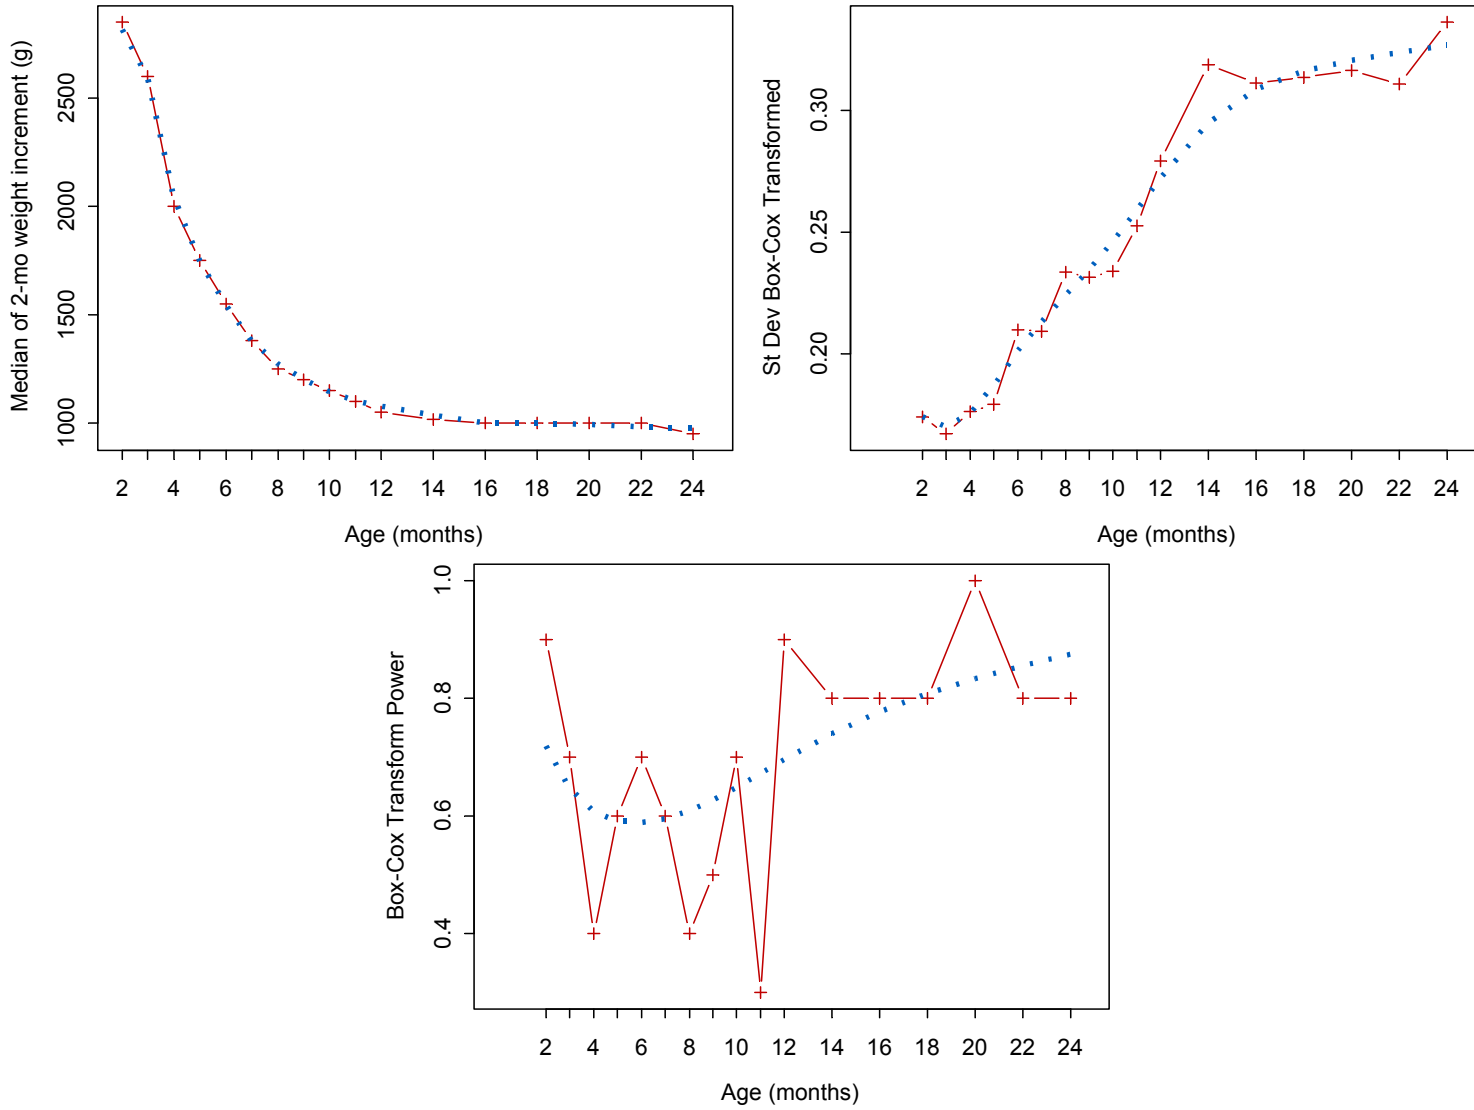 Median of 2-mo weight increment (g)
2500
2000
1500
1000
2 4 6 8 10 12 14 16 18 20 22 24
Age (months)
St Dev Box-Cox Transformed
0.30
0.25
0.20
2 4 6 8 10 12 14 16 18 20 22 24
Age (months)
Box-Cox Transform Power
1.0
0.8
0.6
0.4
2 4 6 8 10 12 14 16 18 20 22 24
Age (months)